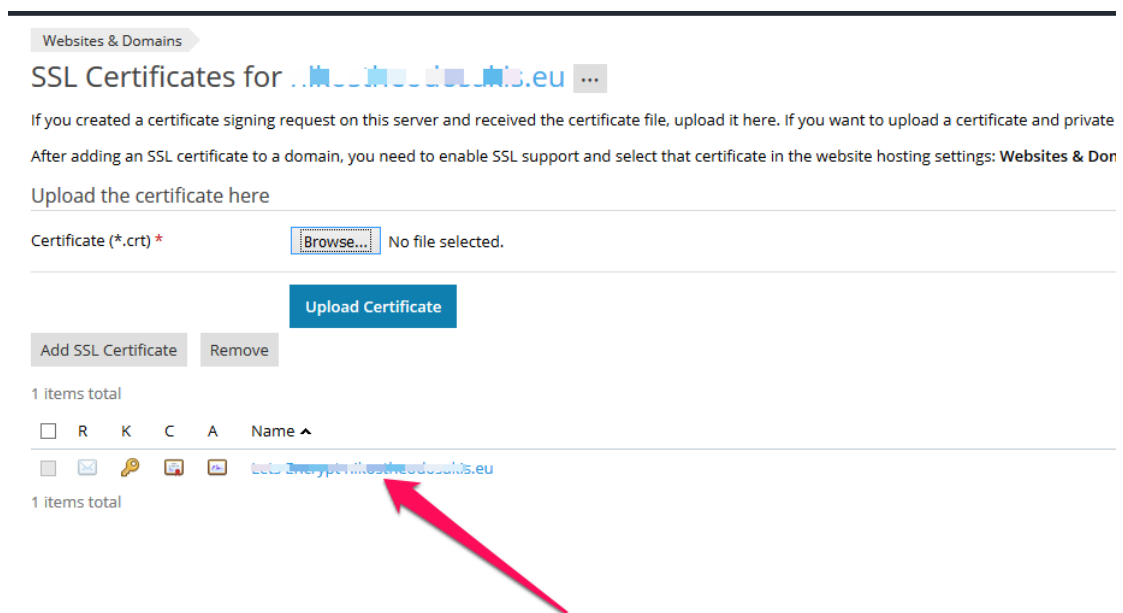 Websites & Domains
SSL Certificates for .eu ...
If you created a certificate signing request on this server and received the certificate file, upload it here. If you want to upload a certificate and private
After adding an SSL certificate to a domain, you need to enable SSL support and select that certificate in the website hosting settings: Websites & Dom
Upload the certificate here
Certificate (*.crt) *
Browse... No file selected.
Upload Certificate
Add SSL Certificate Remove
1 items total
R K C A Name
.eu
1 items total